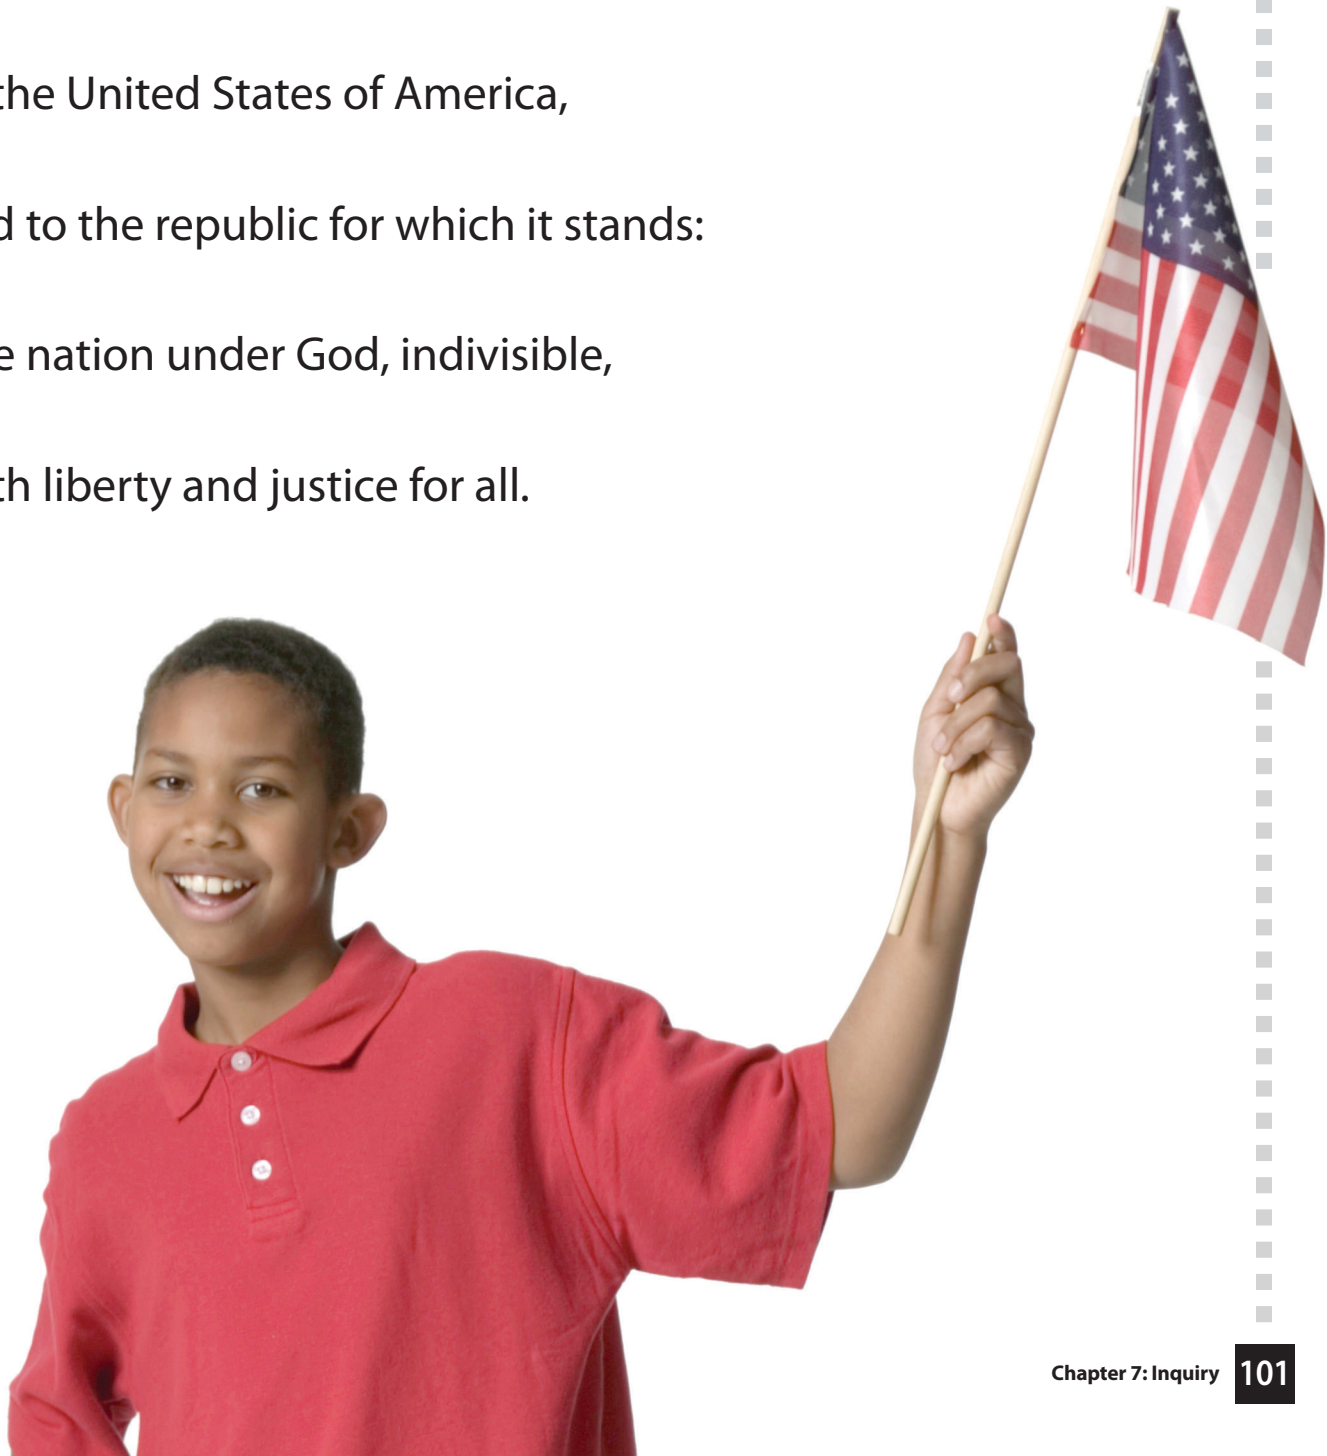 the United States of America,
to the republic for which it stands:
nation under God, indivisible,
liberty and justice for all.
Chapter 7: Inquiry 101